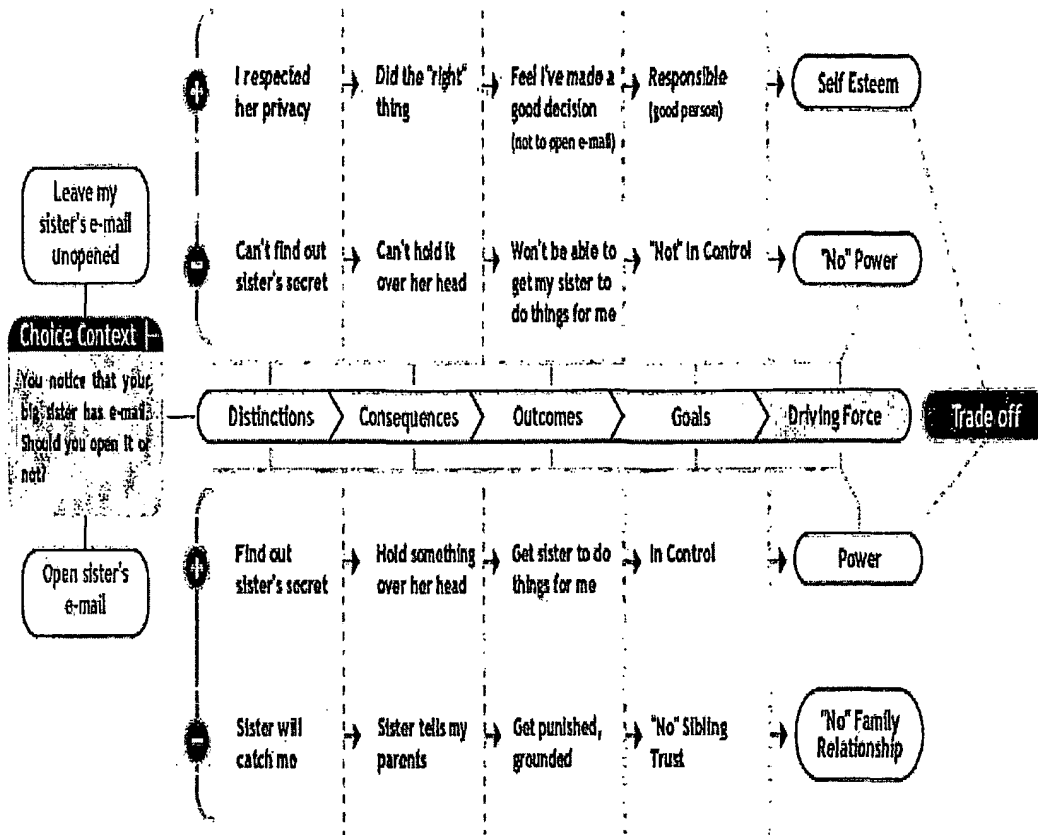 I respected
her privacy
Did the "right"
thing
Feel I've made a
good decision
(not to open e-mail)
Responsible
(good person)
Self Esteem
Leave my
sister's e-mail
unopened
Can't find out
sister's secret
Can't hold it
over her head
Won't be able to
get my sister to
do things for me
"Not" In Control
"No" Power
Choice Context
You notice that your
big sister has e-mail.
Should you open it or
not?
Distinctions
Consequences
Outcomes
Goals
Driving Force
Trade off
Open sister's
e-mail
Find out
sister's secret
Hold something
over her head
Get sister to do
things for me
In Control
Power
Sister will
catch me
Sister tells my
parents
Get punished,
grounded
"No" Sibling
Trust
"No" Family
Relationship